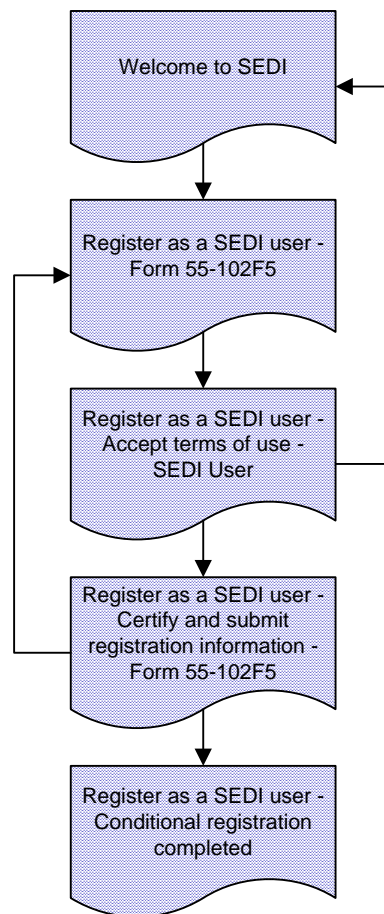 Welcome to SEDI
Register as a SEDI user -
Form 55-102F5
Register as a SEDI user -
Accept terms of use -
SEDI User
Register as a SEDI user -
Certify and submit
registration information -
Form 55-102F5
Register as a SEDI user -
Conditional registration
completed